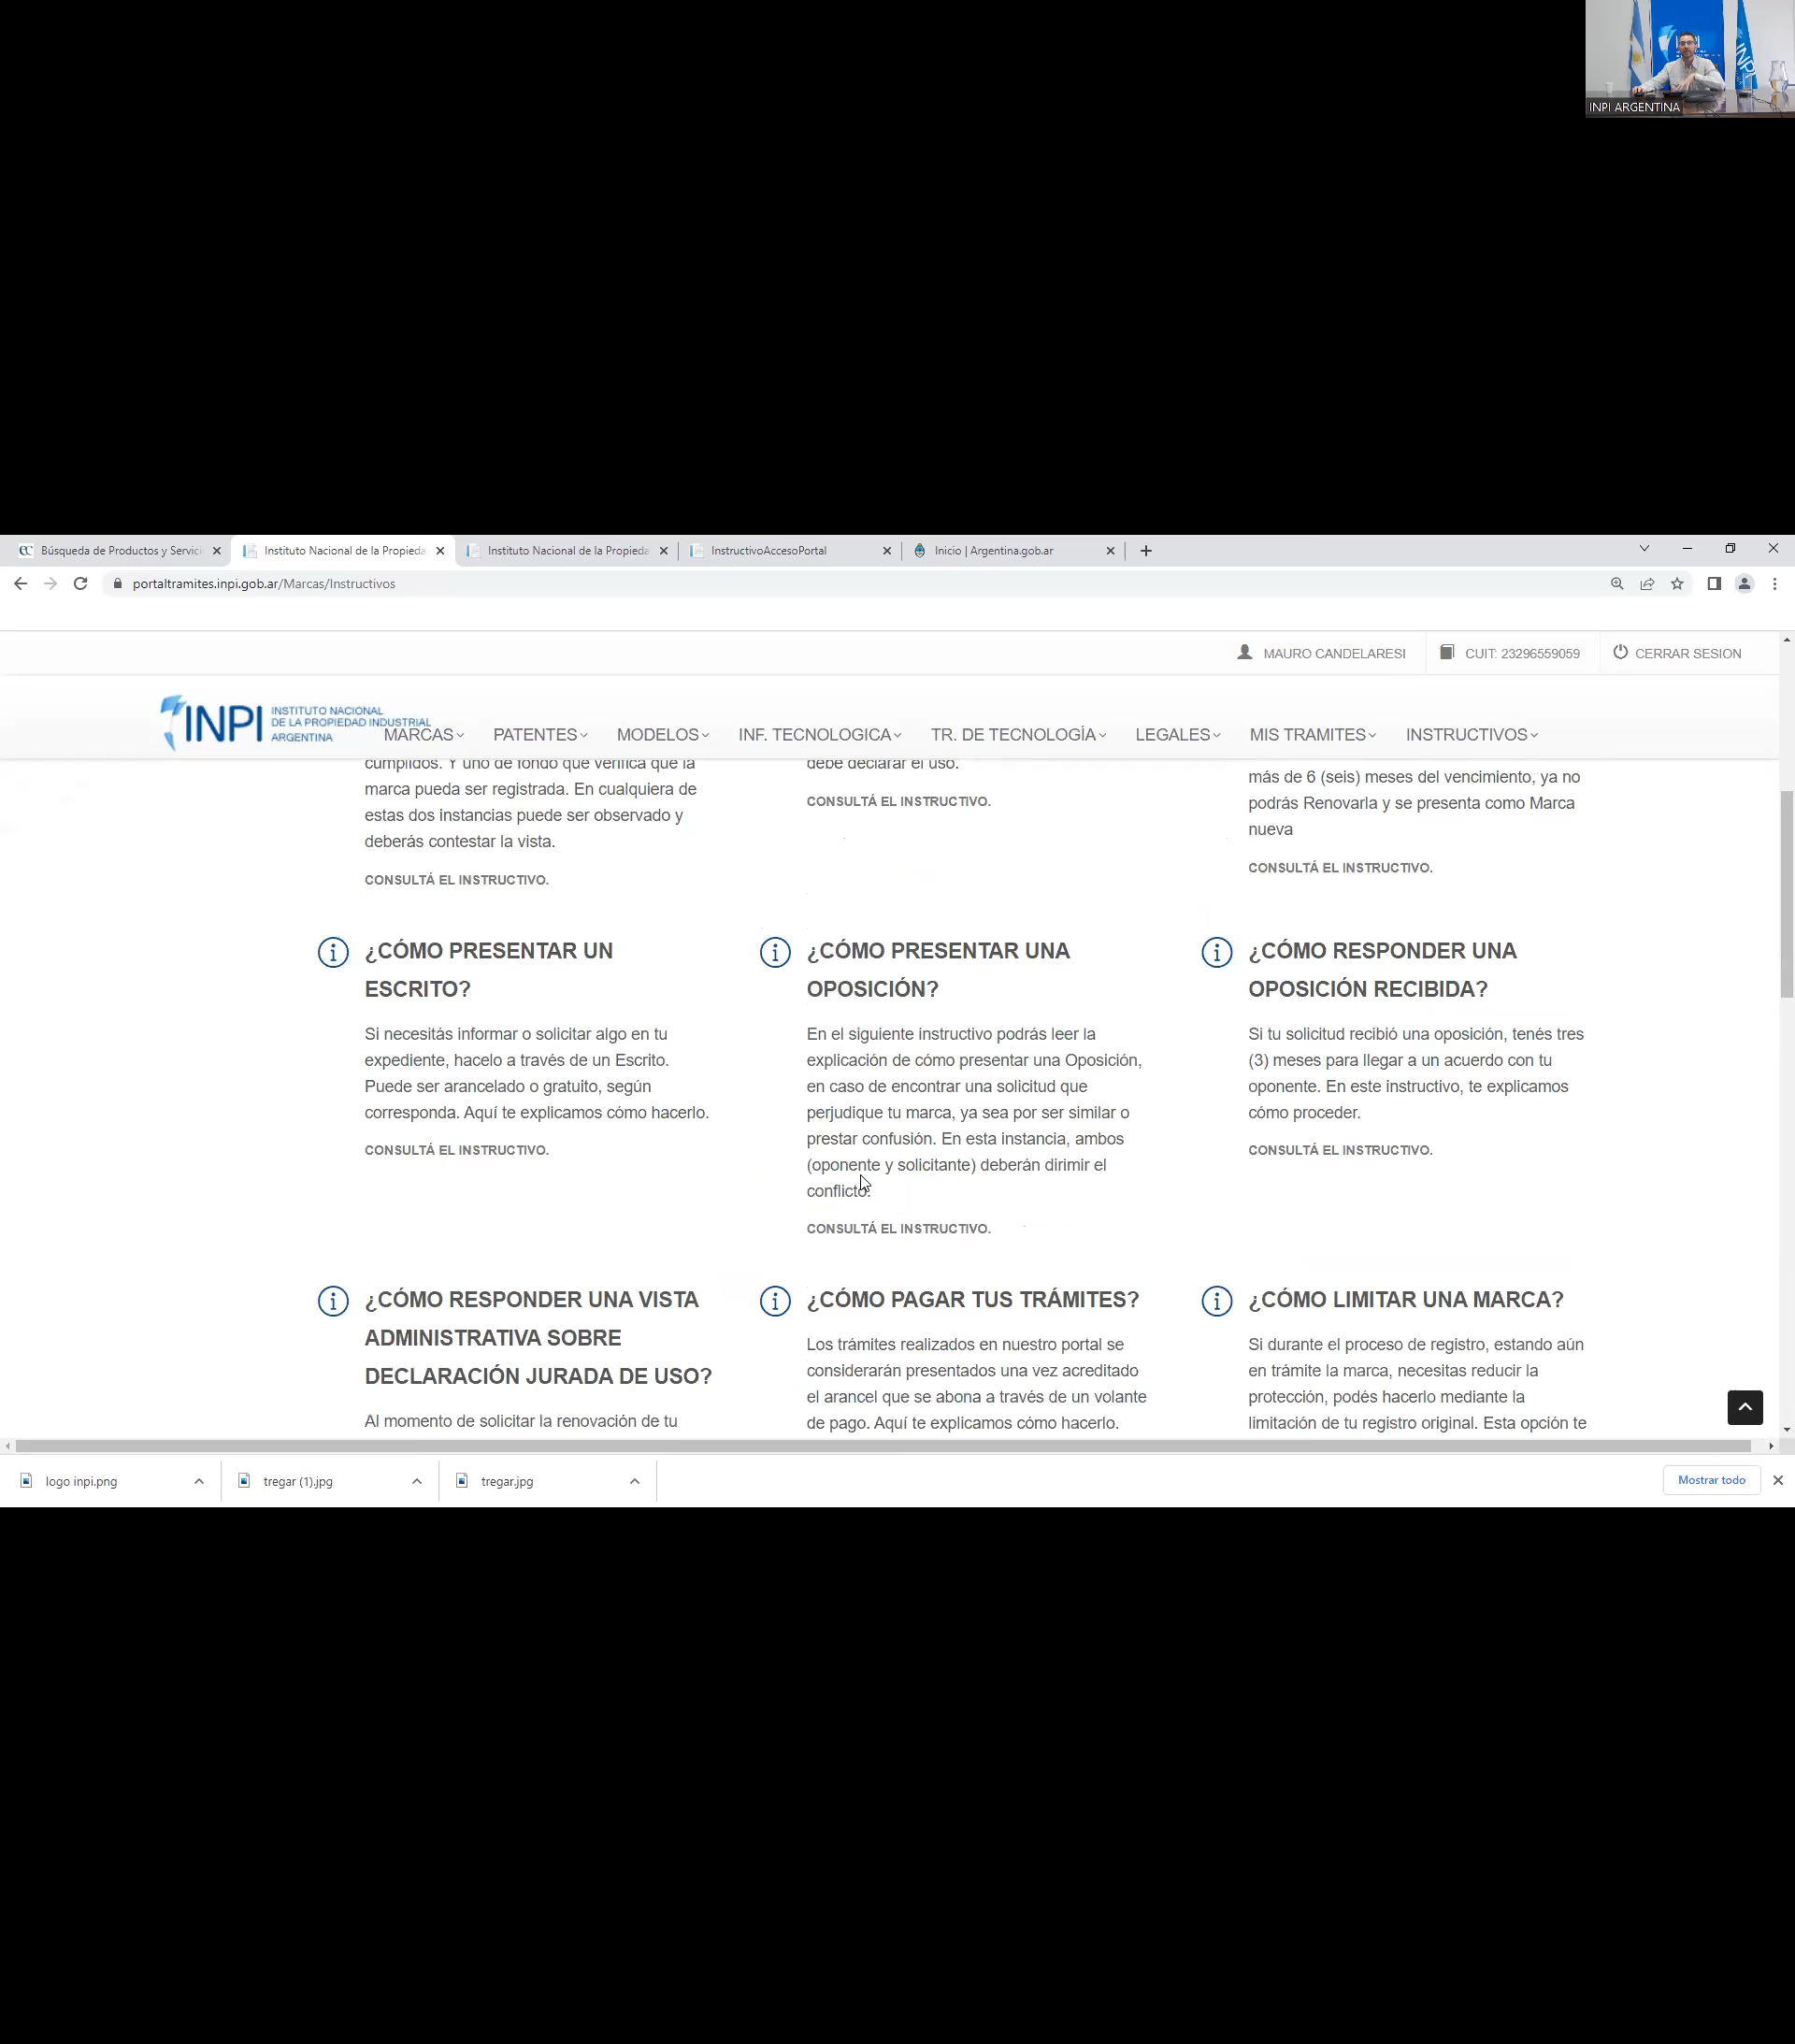 INPI
INPI ARGENTINA
Búsqueda de Productos y Servici
Instituto Nacional de la Propieda
Instituto Nacional de la Propieda
InstructivoAccesoPortal
Inicio | Argentina.gob.ar
portaltramites.inpi.gob.ar/Marcas/Instructivos
MAURO CANDELARESI
CUIT: 23296559059
CERRAR SESION
INPI
INSTITUTO NACIONAL
DE LA PROPIEDAD INDUSTRIAL
ARGENTINA
MARCAS
PATENTES
MODELOS
INF. TECNOLOGICA
TR. DE TECNOLOGÍA
LEGALES
MIS TRAMITES
INSTRUCTIVOS
cumplidos. Y uno de fondo que verifica que la
marca pueda ser registrada. En cualquiera de
estas dos instancias puede ser observado y
deberás contestar la vista.
CONSULTÁ EL INSTRUCTIVO.
debe declarar el uso.
CONSULTÁ EL INSTRUCTIVO.
más de 6 (seis) meses del vencimiento, ya no
podrás Renovarla y se presenta como Marca
nueva
CONSULTÁ EL INSTRUCTIVO.
¿CÓMO PRESENTAR UN
ESCRITO?
Si necesitás informar o solicitar algo en tu
expediente, hacelo a través de un Escrito.
Puede ser arancelado o gratuito, según
corresponda. Aquí te explicamos cómo hacerlo.
CONSULTÁ EL INSTRUCTIVO.
¿CÓMO PRESENTAR UNA
OPOSICIÓN?
En el siguiente instructivo podrás leer la
explicación de cómo presentar una Oposición,
en caso de encontrar una solicitud que
perjudique tu marca, ya sea por ser similar o
prestar confusión. En esta instancia, ambos
(oponente y solicitante) deberán dirimir el
conflicto.
CONSULTÁ EL INSTRUCTIVO.
¿CÓMO RESPONDER UNA
OPOSICIÓN RECIBIDA?
Si tu solicitud recibió una oposición, tenés tres
(3) meses para llegar a un acuerdo con tu
oponente. En este instructivo, te explicamos
cómo proceder.
CONSULTÁ EL INSTRUCTIVO.
¿CÓMO RESPONDER UNA VISTA
ADMINISTRATIVA SOBRE
DECLARACIÓN JURADA DE USO?
Al momento de solicitar la renovación de tu
¿CÓMO PAGAR TUS TRÁMITES?
Los trámites realizados en nuestro portal se
considerarán presentados una vez acreditado
el arancel que se abona a través de un volante
de pago. Aquí te explicamos cómo hacerlo.
¿CÓMO LIMITAR UNA MARCA?
Si durante el proceso de registro, estando aún
en trámite la marca, necesitas reducir la
protección, podés hacerlo mediante la
limitación de tu registro original. Esta opción te
logo inpi.png
tregar (1).jpg
tregar.jpg
Mostrar todo